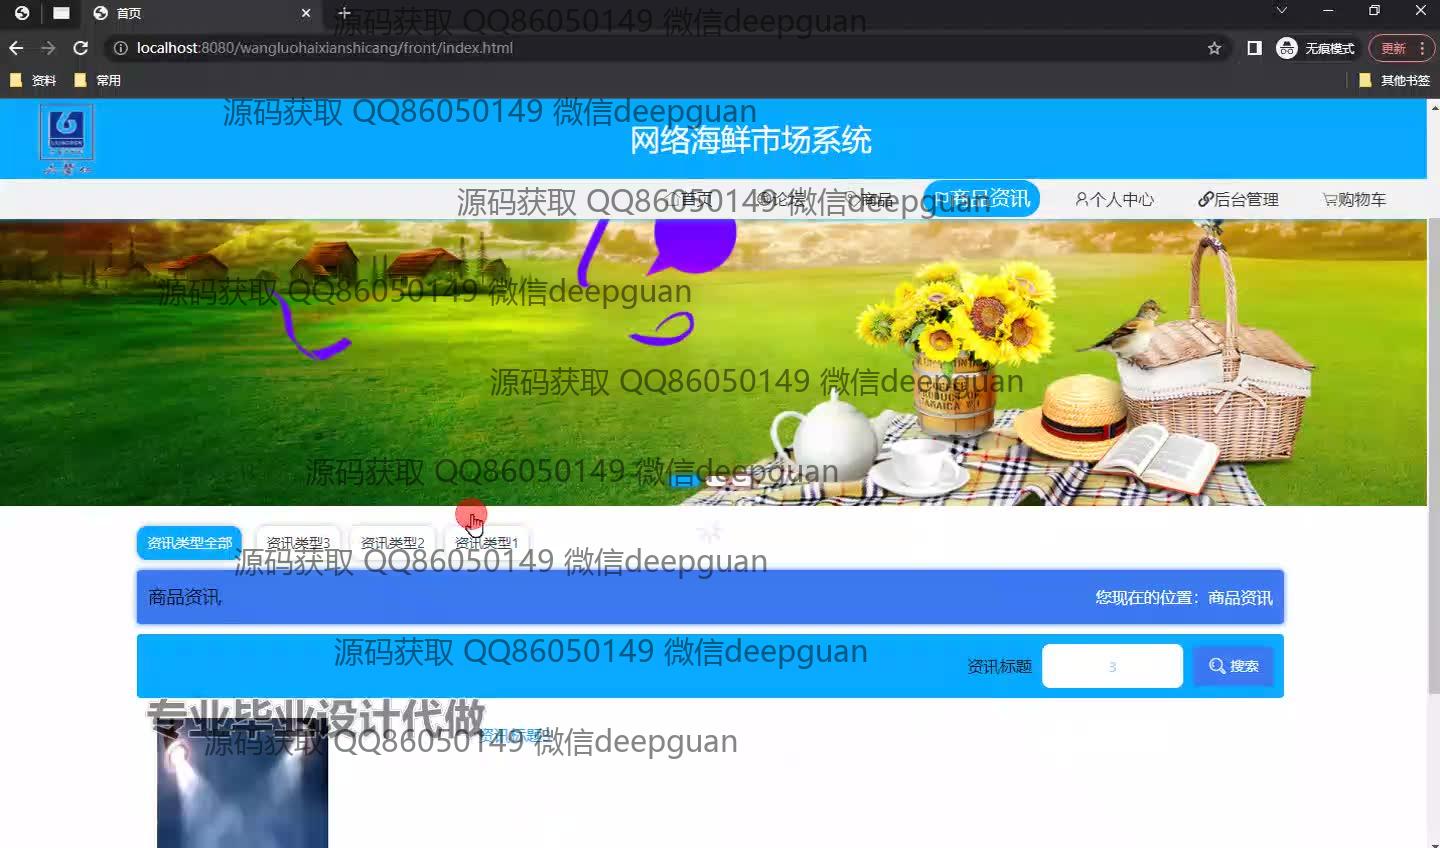 首页
源码获取 QQ86050149 微信deepguan
localhost:8080/wangluohaixianshicang/front/index.html
无痕模式
更新
资料
常用
其他书签
源码获取 QQ86050149 微信deepguan
网络海鲜市场系统
源码获取 QQ86050149 微信deepguan
首页
论坛
商品
商品资讯
个人中心
后台管理
购物车
源码获取 QQ86050149 微信deepguan
源码获取 QQ86050149 微信deepguan
源码获取 QQ86050149 微信deepguan
资讯类型全部
资讯类型3
资讯类型2
资讯类型1
源码获取 QQ86050149 微信deepguan
商品资讯
您现在的位置：商品资讯
源码获取 QQ86050149 微信deepguan
资讯标题
3
搜索
专业毕业设计代做
源码获取 QQ86050149 微信deepguan